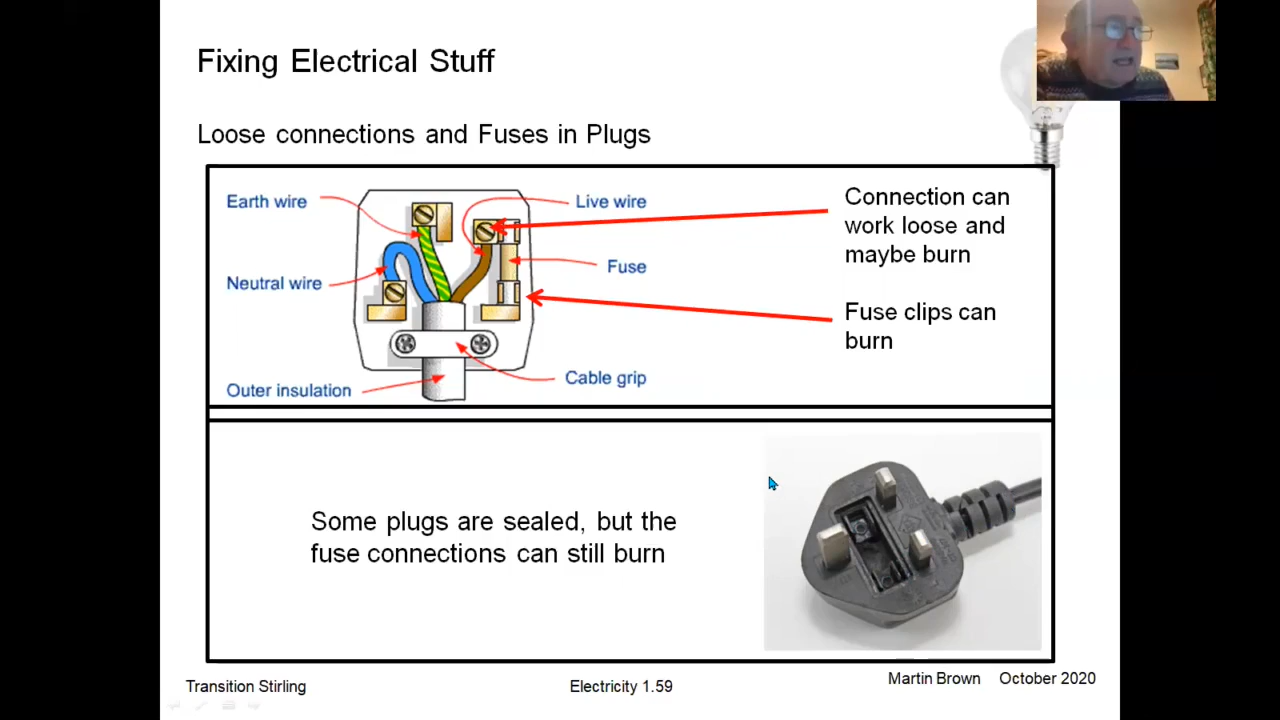 Fixing Electrical Stuff
Loose connections and Fuses in Plugs
Earth wire
Live wire
Neutral wire
Fuse
Outer insulation
Cable grip
Connection can
work loose and
maybe burn
Fuse clips can
burn
Some plugs are sealed, but the
fuse connections can still burn
Transition Stirling
Electricity 1.59
Martin Brown October 2020